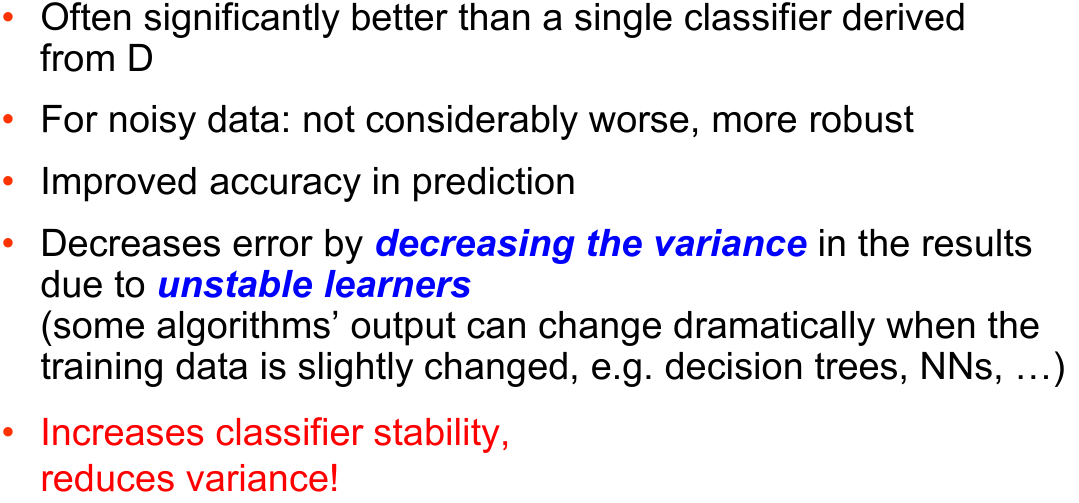 • Often significantly better than a single classifier derived
from D
• For noisy data: not considerably worse, more robust
• Improved accuracy in prediction
• Decreases error by decreasing the variance in the results
due to unstable learners
(some algorithms’ output can change dramatically when the
training data is slightly changed, e.g. decision trees, NNs, …)
• Increases classifier stability,
reduces variance!